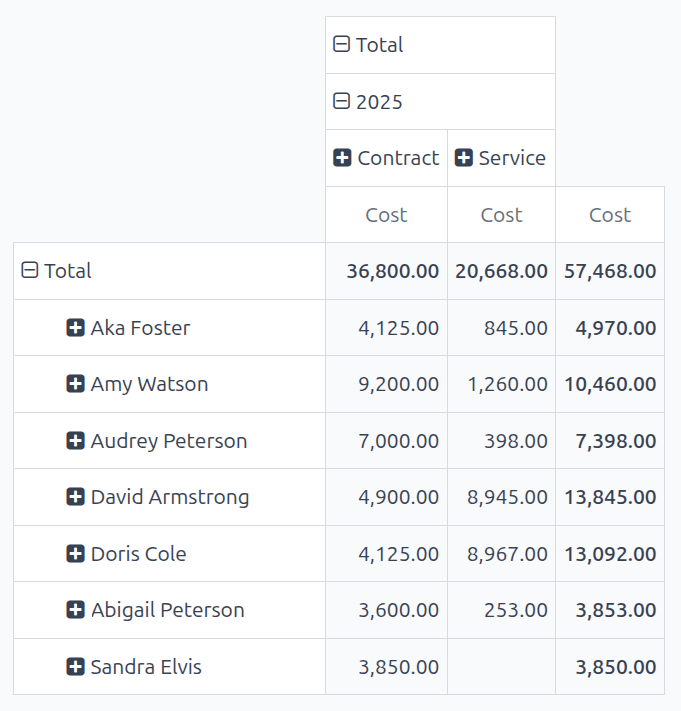 Total
2025
Contract Service
Cost Cost Cost
Total 36,800.00 20,668.00 57,468.00
Aka Foster 4,125.00 845.00 4,970.00
Amy Watson 9,200.00 1,260.00 10,460.00
Audrey Peterson 7,000.00 398.00 7,398.00
David Armstrong 4,900.00 8,945.00 13,845.00
Doris Cole 4,125.00 8,967.00 13,092.00
Abigail Peterson 3,600.00 253.00 3,853.00
Sandra Elvis 3,850.00 3,850.00